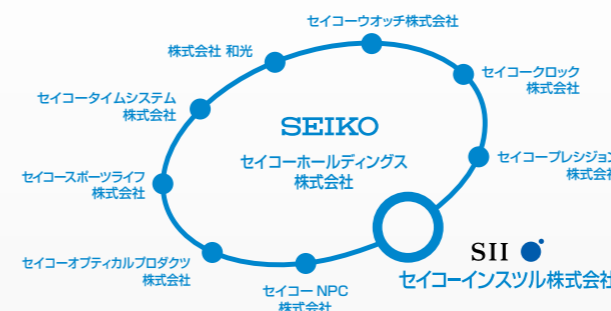 セイコーウオッチ株式会社
株式会社 和光
セイコークロック
株式会社
セイコータイムシステム
株式会社
SEIKO
セイコーホールディングス
株式会社
セイコープレシジョン
株式会社
セイコースポーツライフ
株式会社
SII
セイコーインスツル株式会社
セイコーオプティカルプロダクツ
株式会社
セイコー NPC
株式会社